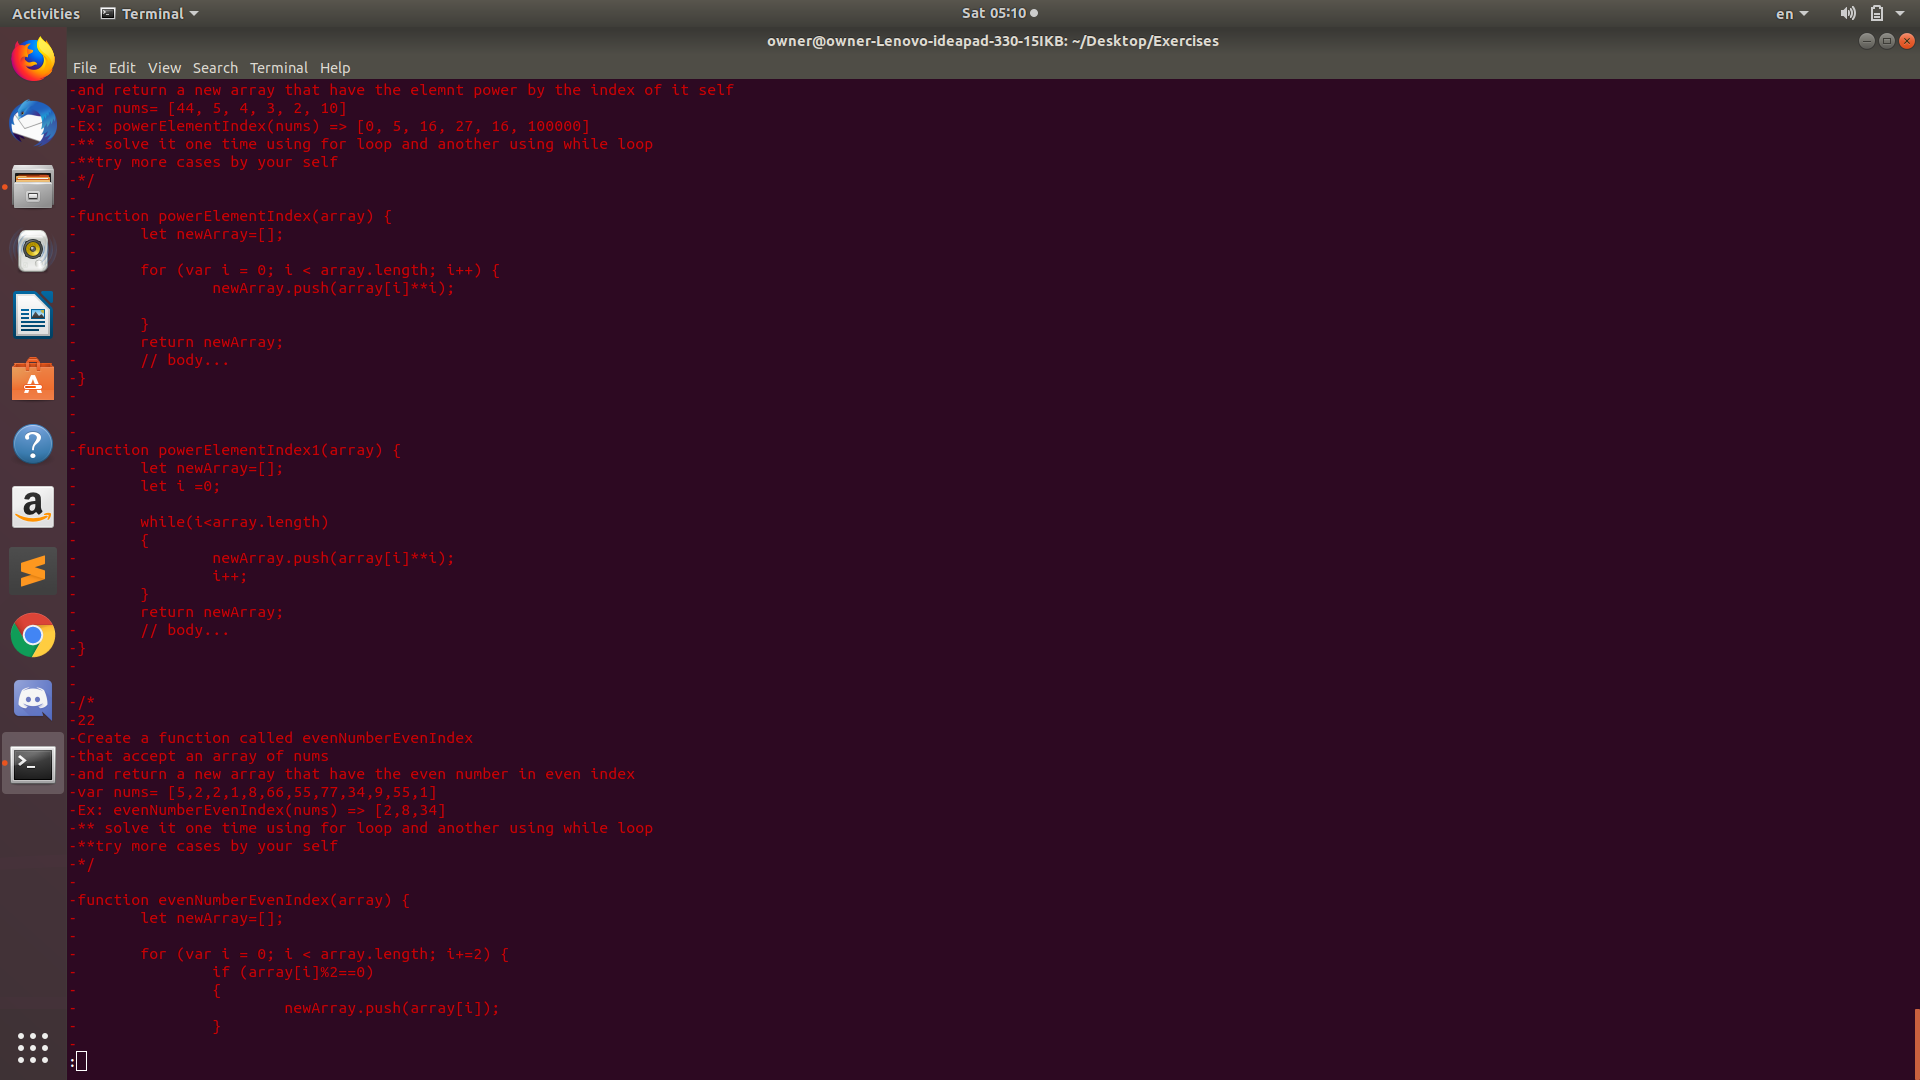 Activities Terminal Sat 05:10 en
owner@owner-Lenovo-ideapad-330-15IKB: ~/Desktop/Exercises
File Edit View Search Terminal Help
-and return a new array that have the elemnt power by the index of it self
-var nums= [44, 5, 4, 3, 2, 10]
-Ex: powerElementIndex(nums) => [0, 5, 16, 27, 16, 100000]
-** solve it one time using for loop and another using while loop
-**try more cases by your self
-*/
-
-function powerElementIndex(array) {
-       let newArray=[];
-
-       for (var i = 0; i < array.length; i++) {
-               newArray.push(array[i]**i);
-
-       }
-       return newArray;
-       // body...
-}
-
-
-
-function powerElementIndex1(array) {
-       let newArray=[];
-       let i =0;
-
-       while(i<array.length)
-       {
-               newArray.push(array[i]**i);
-               i++;
-       }
-       return newArray;
-       // body...
-}
-
-
-/*
-22
-Create a function called evenNumberEvenIndex
-that accept an array of nums
-and return a new array that have the even number in even index
-var nums= [5,2,2,1,8,66,55,77,34,9,55,1]
-Ex: evenNumberEvenIndex(nums) => [2,8,34]
-** solve it one time using for loop and another using while loop
-**try more cases by your self
-*/
-
-function evenNumberEvenIndex(array) {
-       let newArray=[];
-
-       for (var i = 0; i < array.length; i+=2) {
-               if (array[i]%2==0)
-               {
-                       newArray.push(array[i]);
-               }
-
: